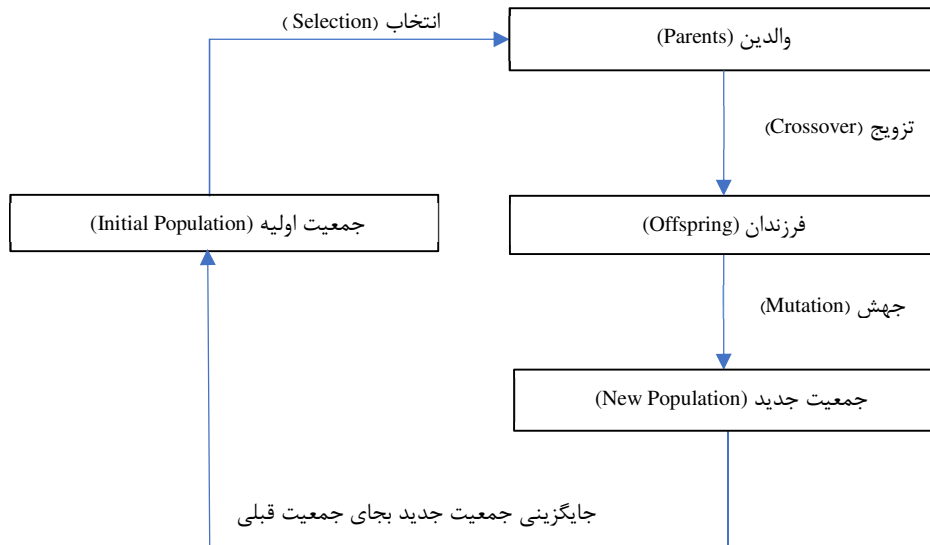 انتخاب (Selection )
والدین (Parents)
تزویج (Crossover)
جمعیت اولیه (Initial Population)
فرزندان (Offspring)
جهش (Mutation)
جمعیت جدید (New Population)
جایگزینی جمعیت جدید بجای جمعیت قبلی